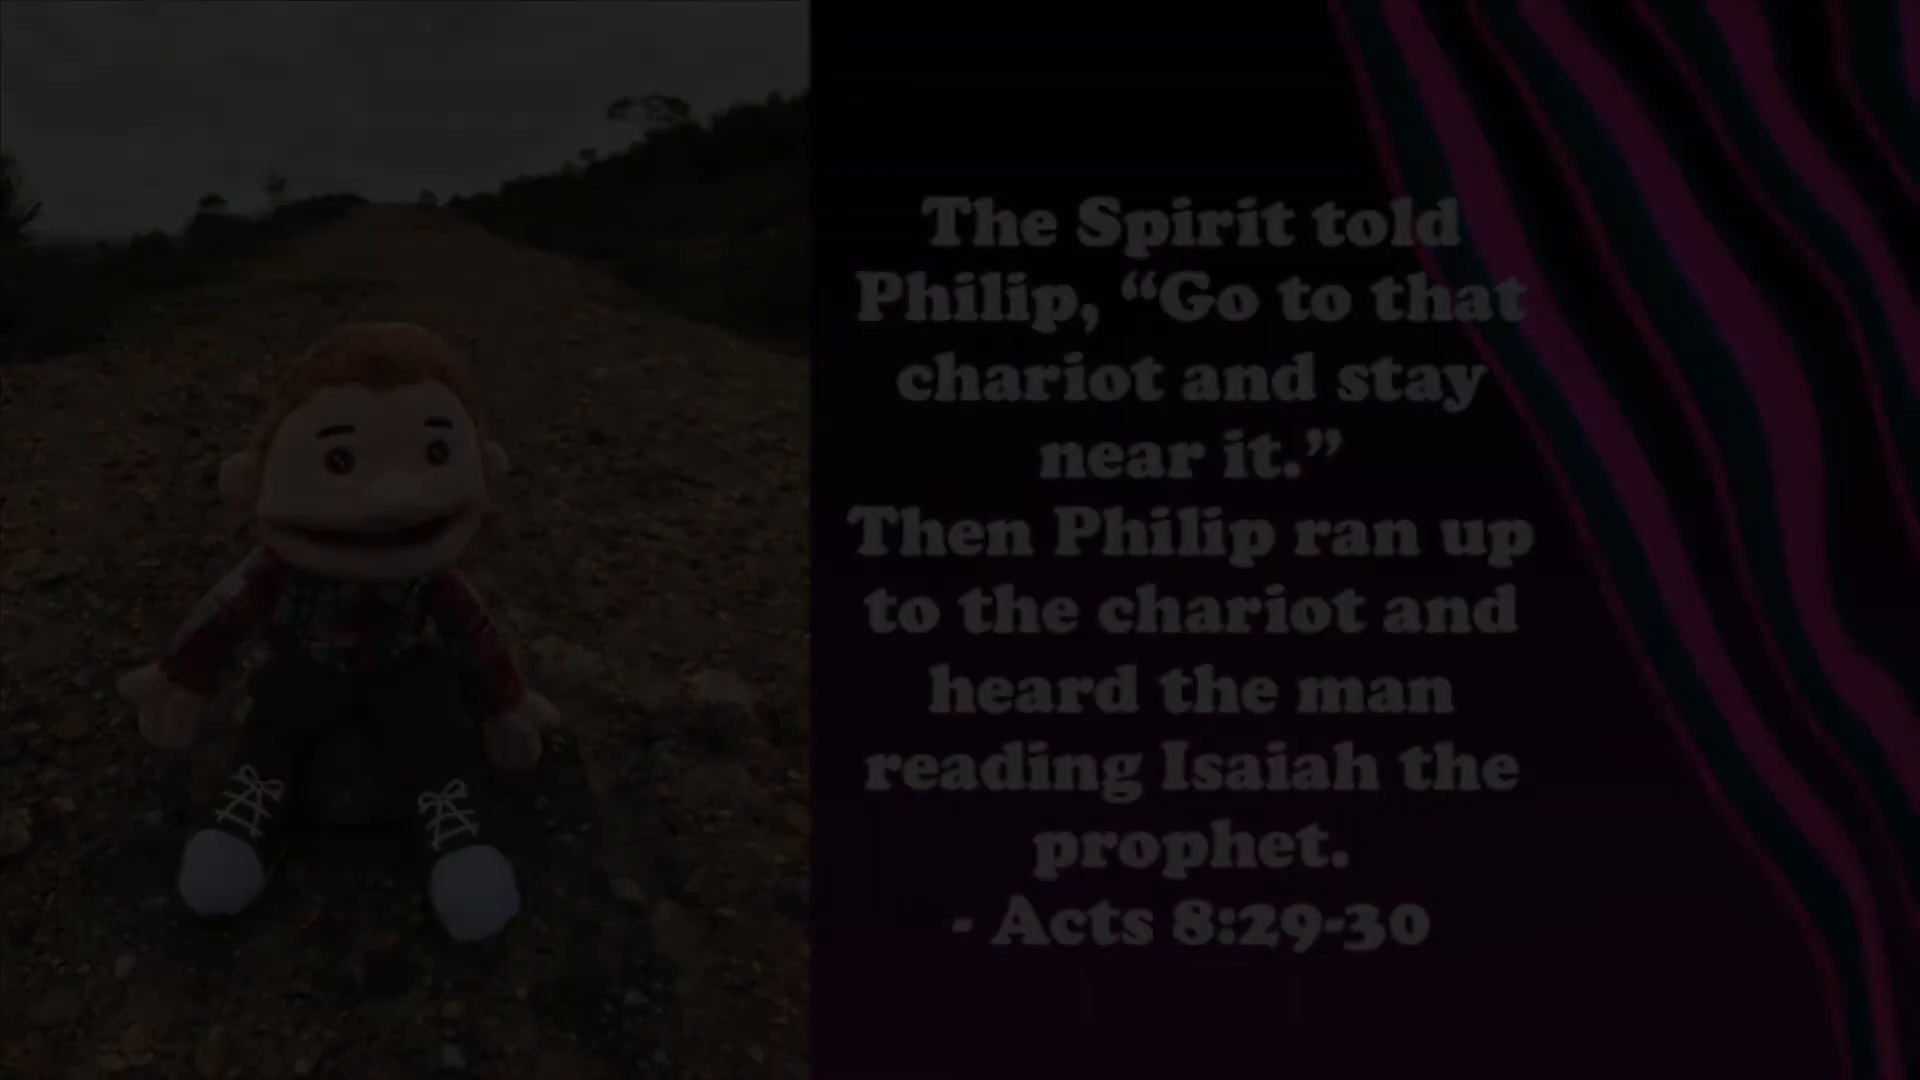 The Spirit told
Philip, “Go to that
chariot and stay
near it.”
Then Philip ran up
to the chariot and
heard the man
reading Isaiah the
prophet.
- Acts 8:29-30